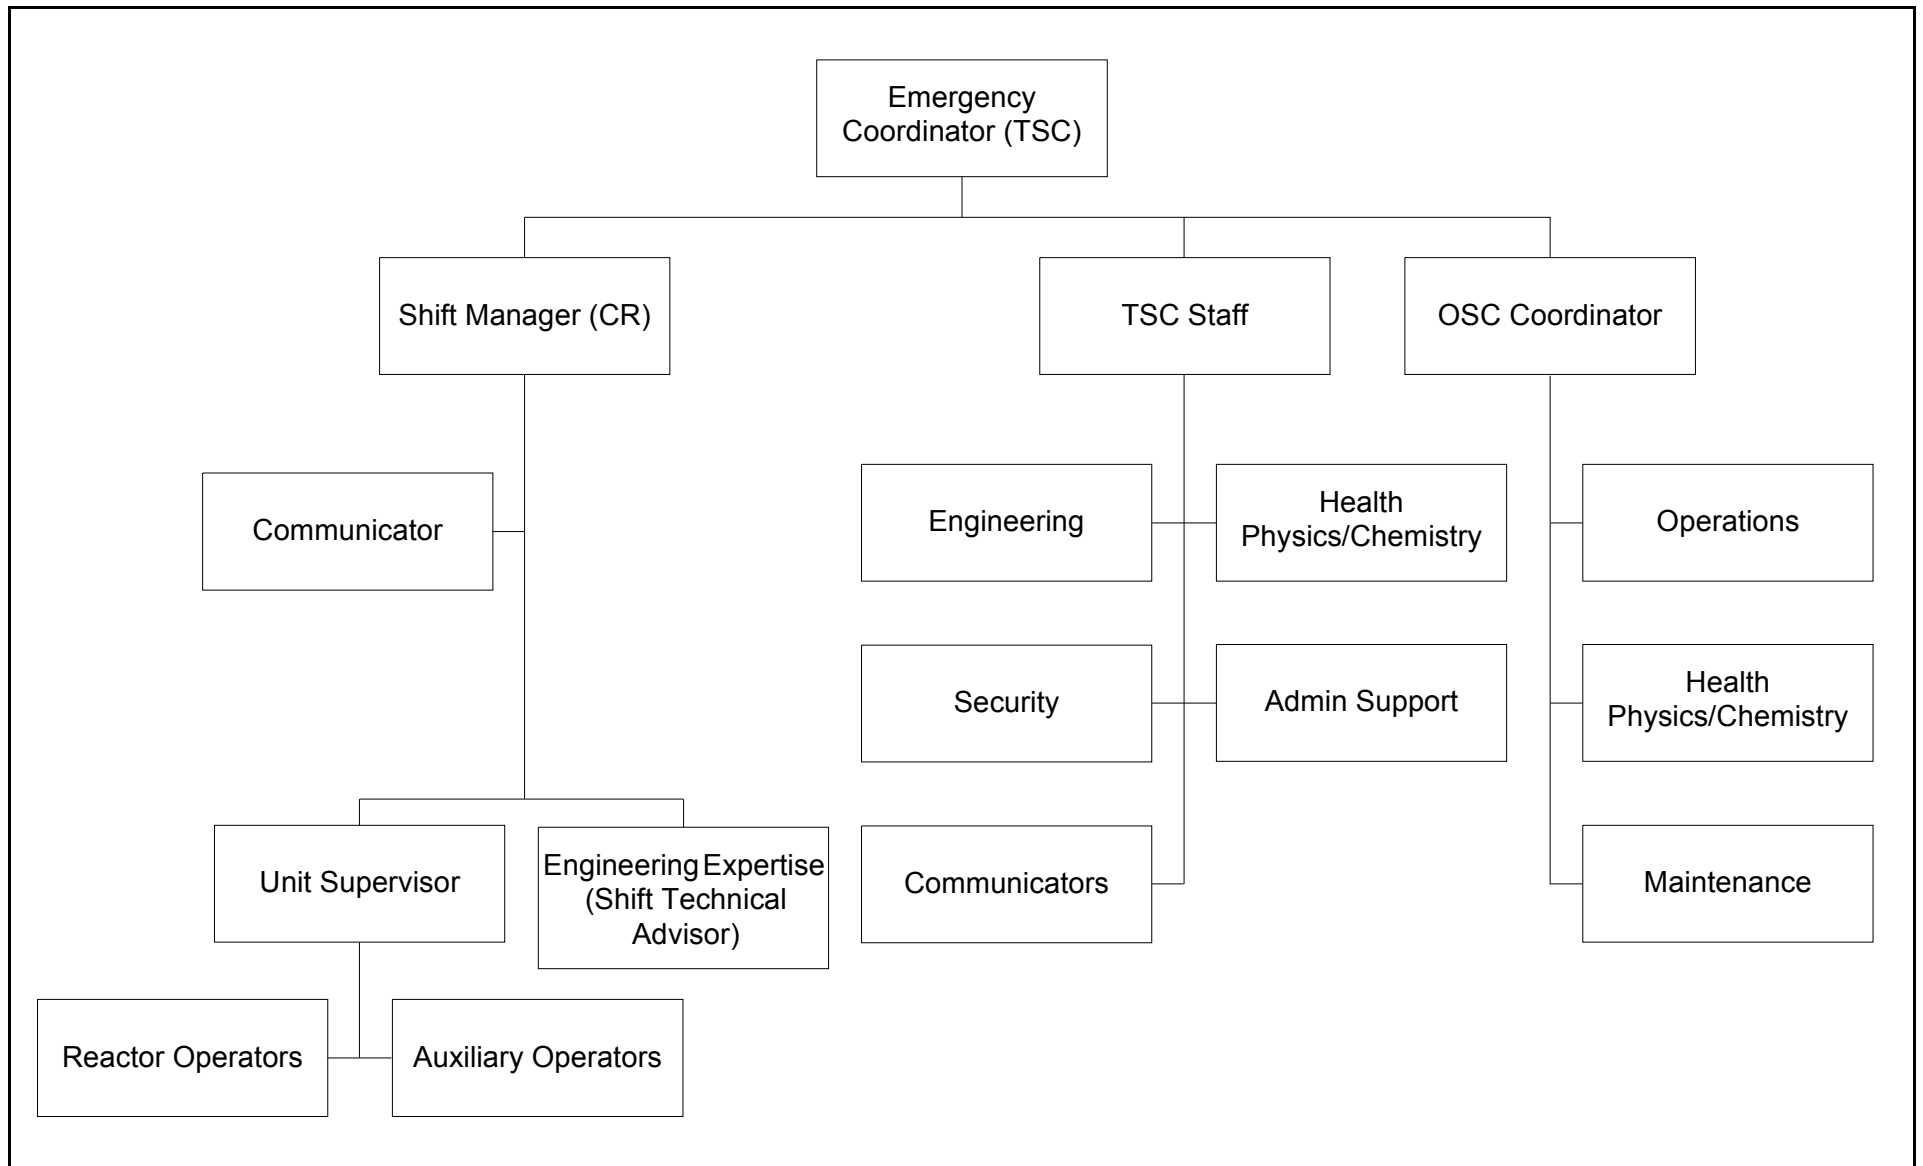 Emergency
Coordinator (TSC)
Shift Manager (CR)
TSC Staff
OSC Coordinator
Communicator
Engineering
Health
Physics/Chemistry
Operations
Security
Admin Support
Health
Physics/Chemistry
Unit Supervisor
Engineering Expertise
(Shift Technical
Advisor)
Communicators
Maintenance
Reactor Operators
Auxiliary Operators